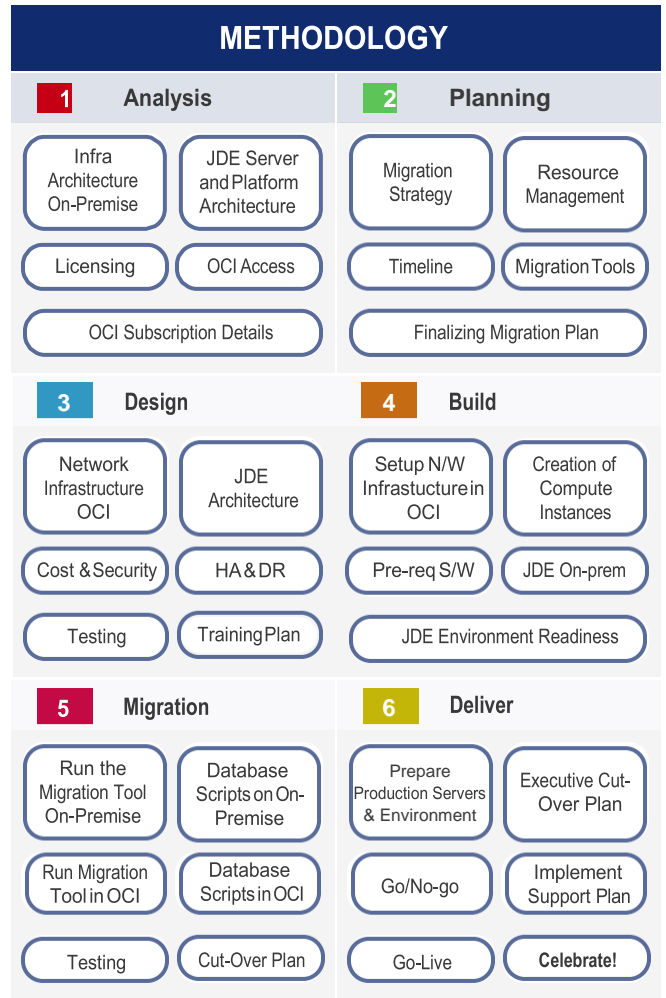 METHODOLOGY
1 Analysis
Infra
Architecture
On-Premise
JDE Server
and Platform
Architecture
Licensing
OCI Access
OCI Subscription Details
2 Planning
Migration
Strategy
Resource
Management
Timeline
Migration Tools
Finalizing Migration Plan
3 Design
Network
Infrastructure
OCI
JDE
Architecture
Cost & Security
HA & DR
Testing
Training Plan
4 Build
Setup N/W
Infrastucture in
OCI
Creation of
Compute
Instances
Pre-req S/W
JDE On-prem
JDE Environment Readiness
5 Migration
Run the
Migration Tool
On-Premise
Database
Scripts on On-
Premise
Run Migration
Tool in OCI
Database
Scripts in OCI
Testing
Cut-Over Plan
6 Deliver
Prepare
Production Servers
& Environment
Executive Cut-
Over Plan
Go/No-go
Implement
Support Plan
Go-Live
Celebrate!